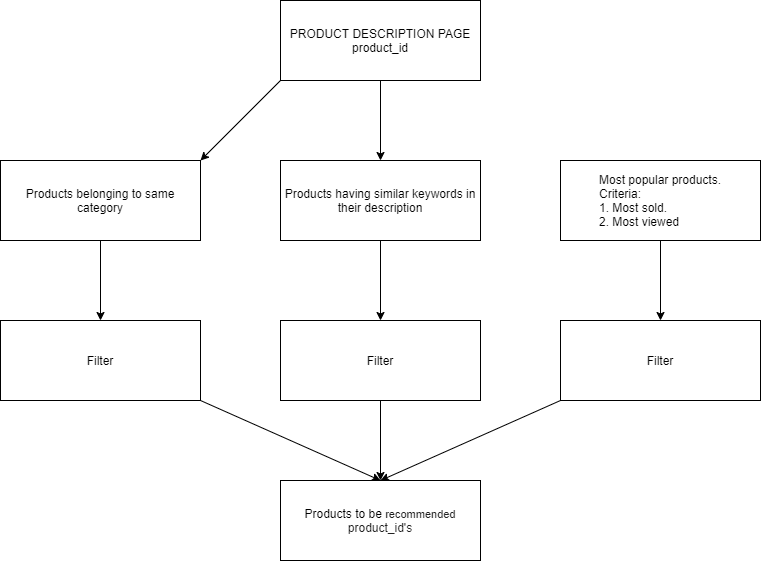 PRODUCT DESCRIPTION PAGE
product_id
Products belonging to same
category
Products having similar keywords in
their description
Most popular products.
Criteria:
1. Most sold.
2. Most viewed
Filter
Filter
Filter
Products to be recommended
product_id's